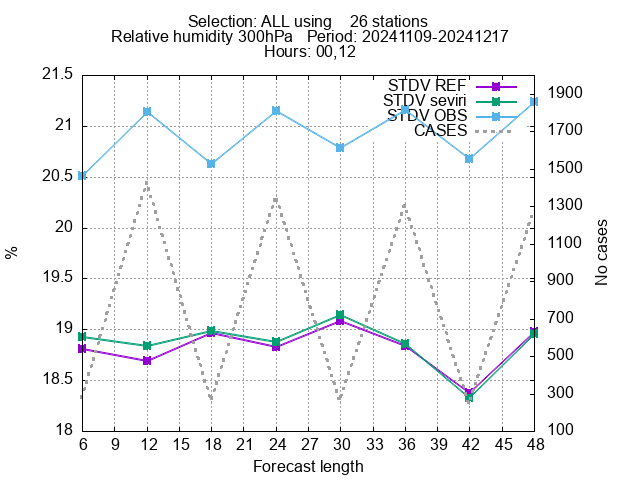 Selection: ALL using    26 stations
Relative humidity 300hPa   Period: 20241109-20241217
Hours: 00,12
STDV REF
STDV seviri
STDV OBS
CASES
21.5
21
20.5
20
19.5
19
18.5
18
%
1900
1700
1500
1300
1100
900
700
500
300
100
No cases
6 9 12 15 18 21 24 27 30 33 36 39 42 45 48
Forecast length